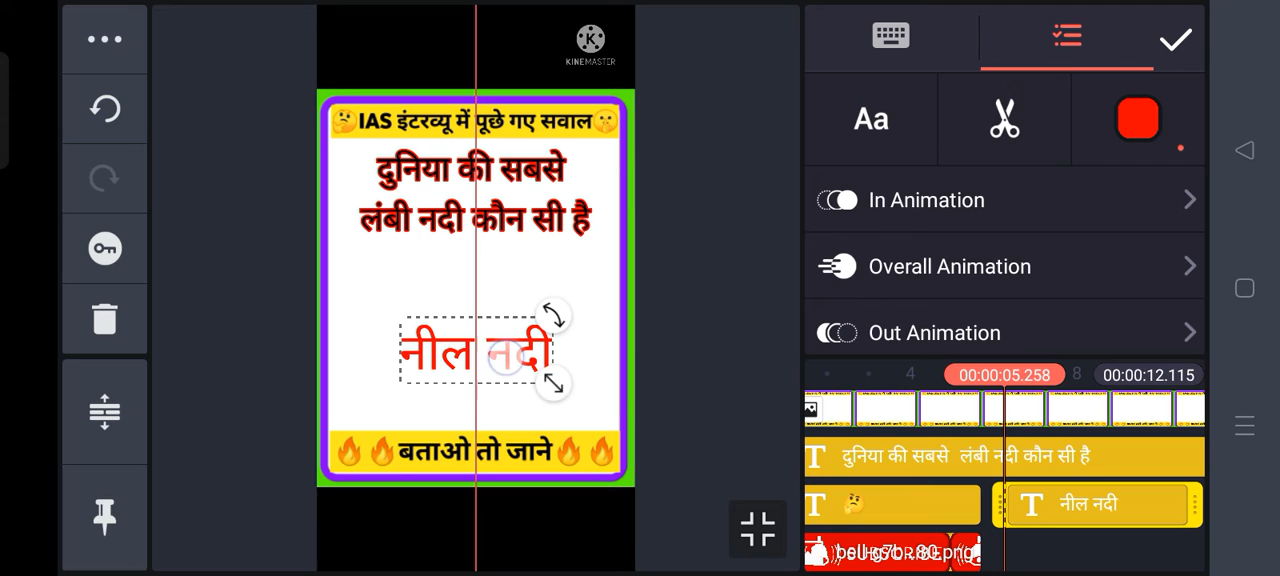 KINEMASTER
🤔IAS इंटरव्यू में पूछे गए सवाल🤫
दुनिया की सबसे
लंबी नदी कौन सी है
नील नदी
🔥🔥बताओ तो जाने🔥🔥
Aa
In Animation
Overall Animation
Out Animation
4
00:00:05.258
8
00:00:12.115
T दुनिया की सबसे लंबी नदी कौन सी है
T 🤔
T नील नदी